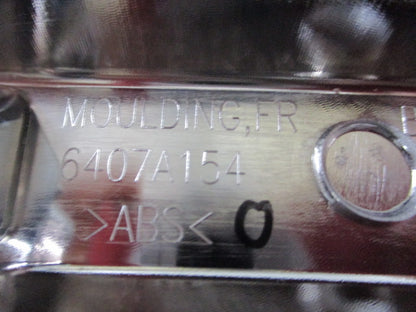 MOULDING,FR
6407A154
>ABS< O